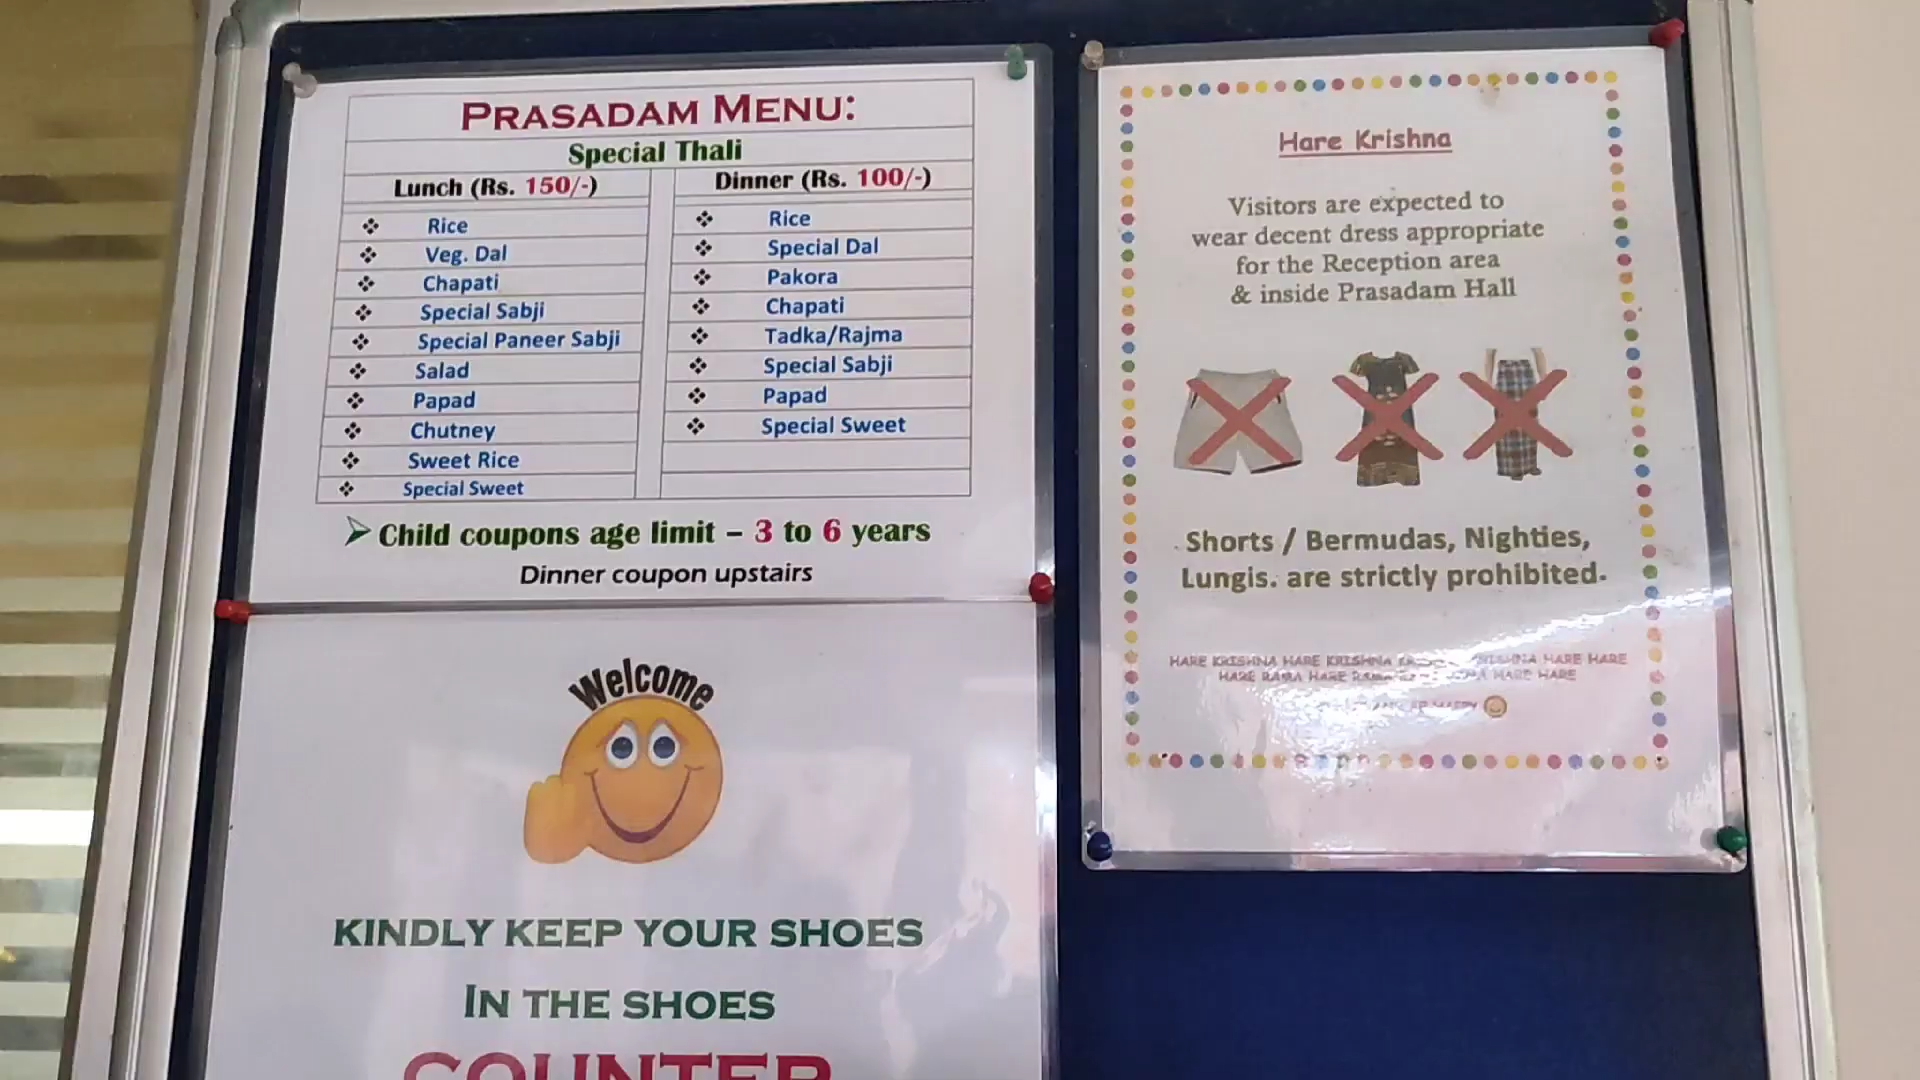 PRASADAM MENU:
Special Thali
Lunch (Rs. 150/-)
Rice
Veg. Dal
Chapati
Special Sabji
Special Paneer Sabji
Salad
Papad
Chutney
Sweet Rice
Special Sweet
Dinner (Rs. 100/-)
Rice
Special Dal
Pakora
Chapati
Tadka/Rajma
Special Sabji
Papad
Special Sweet
Child coupons age limit – 3 to 6 years
Dinner coupon upstairs
Welcome
KINDLY KEEP YOUR SHOES
IN THE SHOES
COUNTER
Hare Krishna
Visitors are expected to
wear decent dress appropriate
for the Reception area
& inside Prasadam Hall
Shorts / Bermudas, Nighties,
Lungis. are strictly prohibited.
HARE KRISHNA HARE KRISHNA KRISHNA HARE HARE
HARE RAMA HARE RAMA HARE HARE
HAPPY